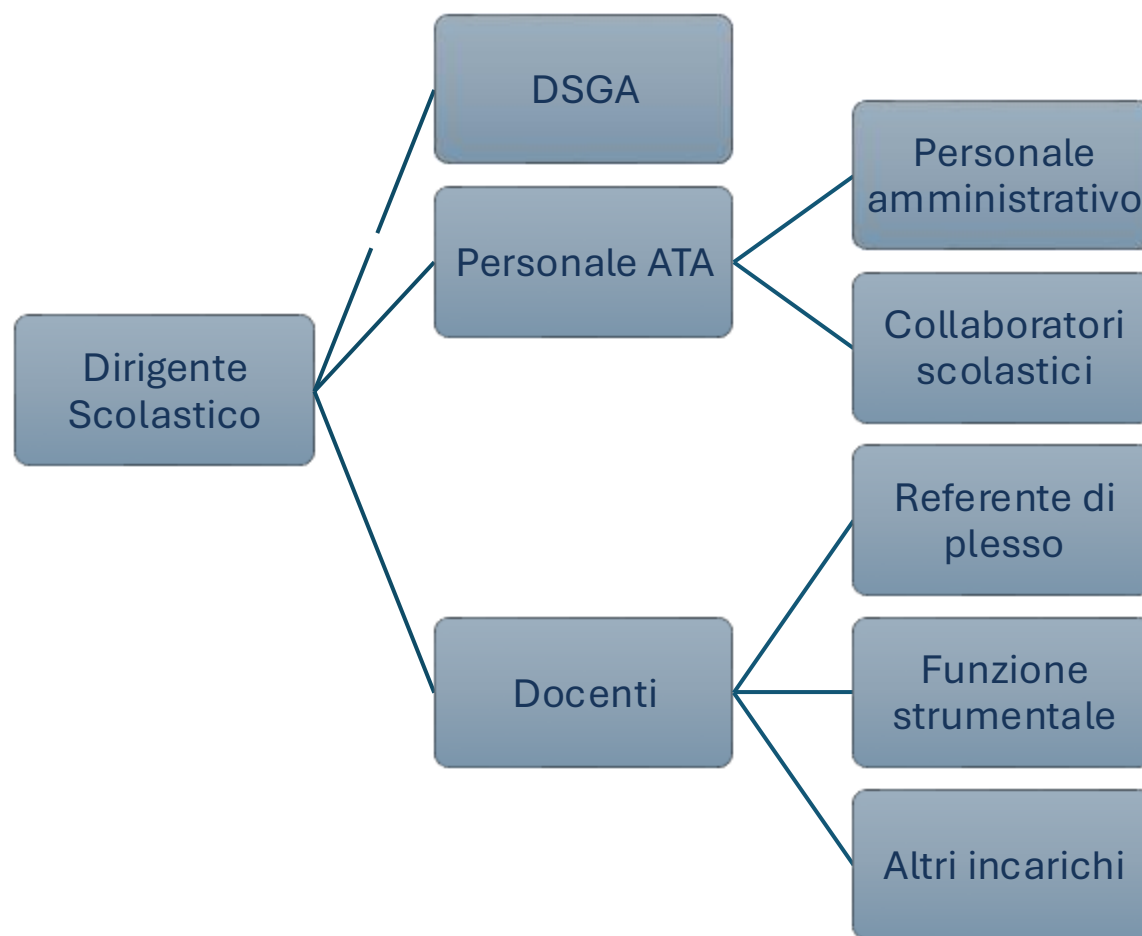 DSGA
Personale
amministrativo
Personale ATA
Collaboratori
scolastici
Dirigente
Scolastico
Referente di
plesso
Docenti
Funzione
strumentale
Altri incarichi